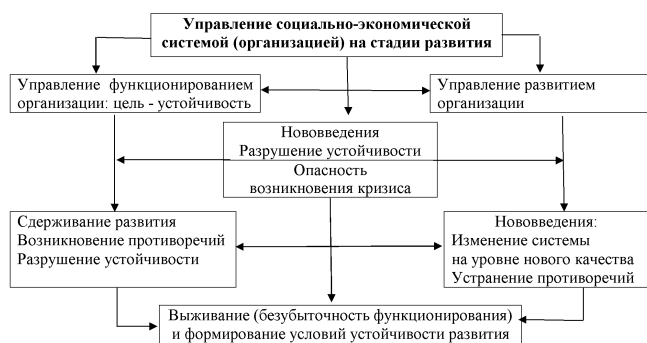 Управление социально-экономической
системой (организацией) на стадии развития
Управление функционированием
организации: цель - устойчивость
Управление развитием
организации
Нововведения
Разрушение устойчивости
Опасность
возникновения кризиса
Сдерживание развития
Возникновение противоречий
Разрушение устойчивости
Нововведения:
Изменение системы
на уровне нового качества
Устранение противоречий
Выживание (безубыточность функционирования)
и формирование условий устойчивости развития